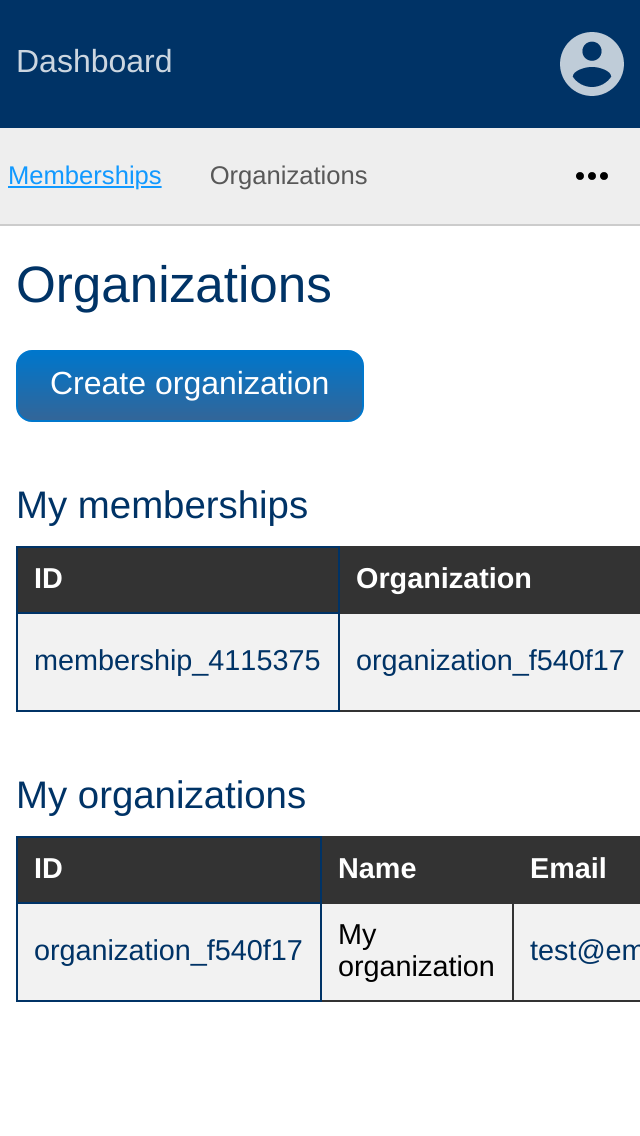 Dashboard
Memberships Organizations
Organizations
Create organization
My memberships
ID Organization
membership_4115375 organization_f540f17
My organizations
ID Name Email
organization_f540f17 My organization test@em